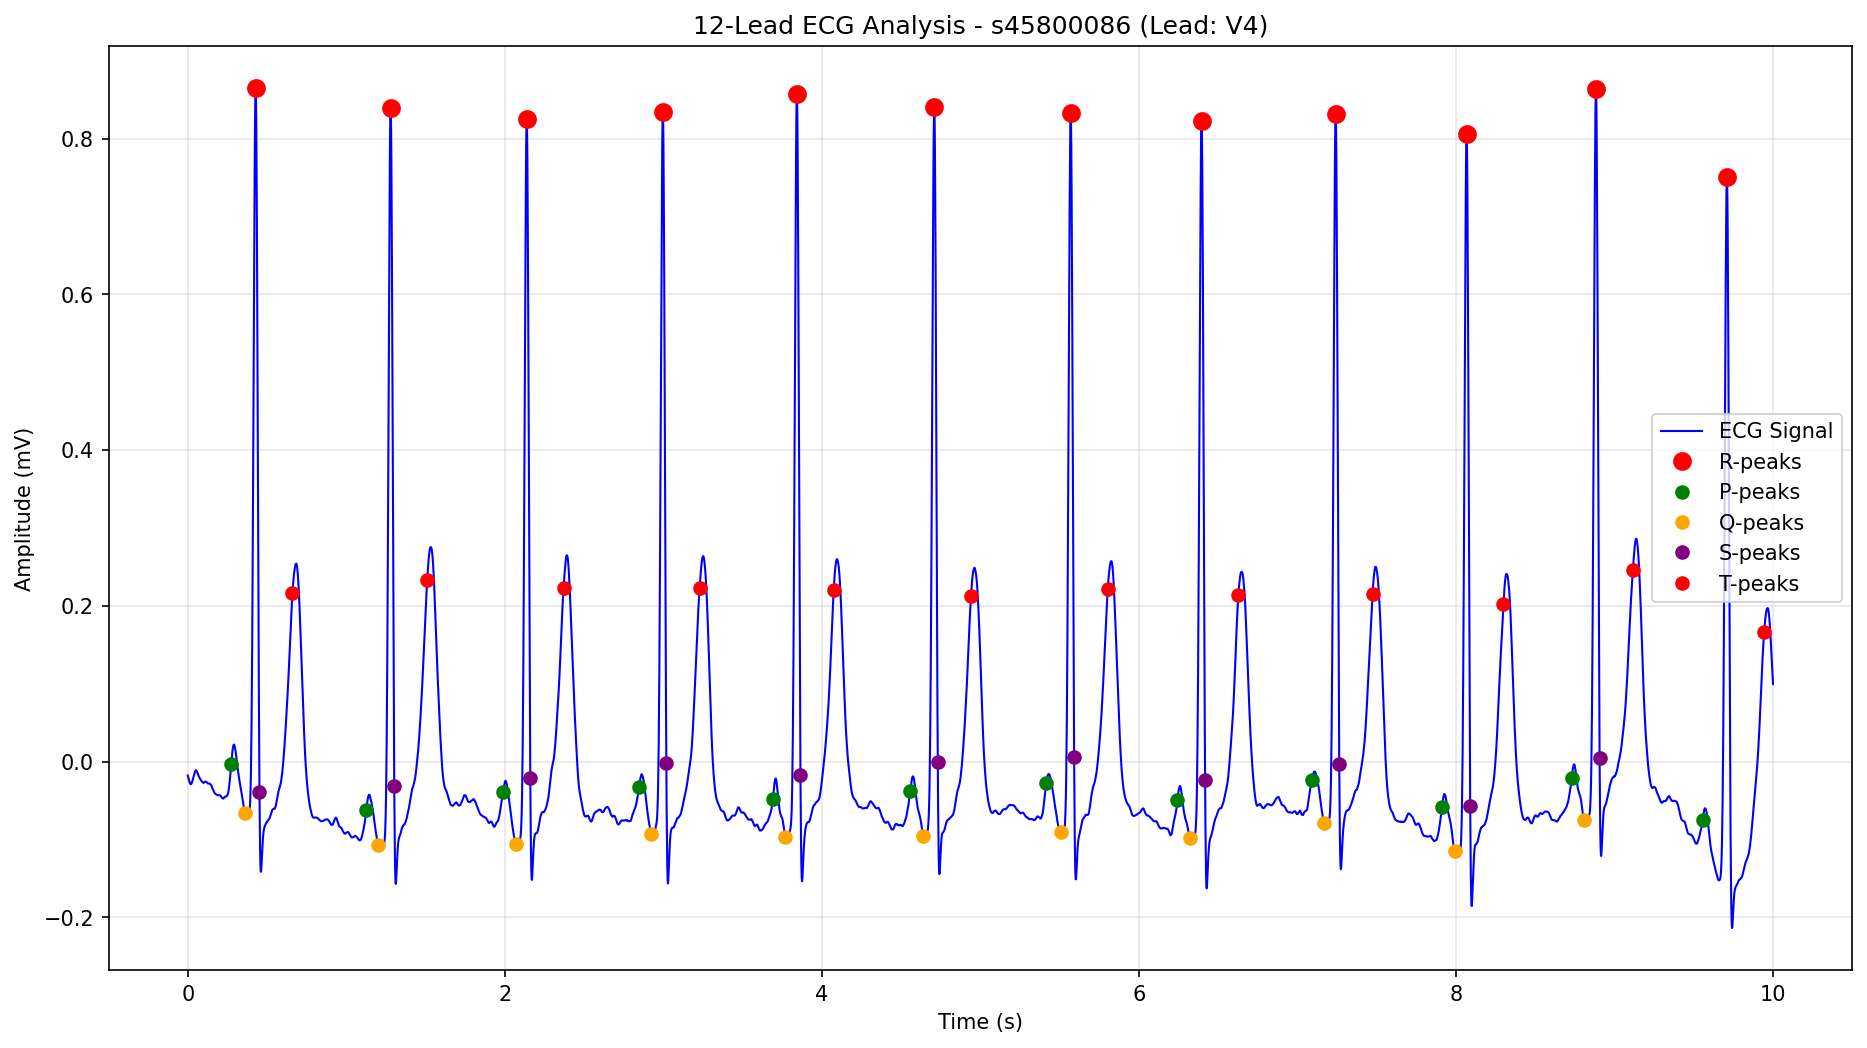 12-Lead ECG Analysis - s45800086 (Lead: V4)
Amplitude (mV)
0.8
0.6
0.4
0.2
0.0
−0.2
ECG Signal
R-peaks
P-peaks
Q-peaks
S-peaks
T-peaks
0 2 4 6 8 10
Time (s)